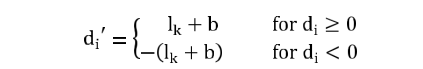 dᵢ′ = { lₖ + b for dᵢ ≥ 0
−(lₖ + b) for dᵢ < 0